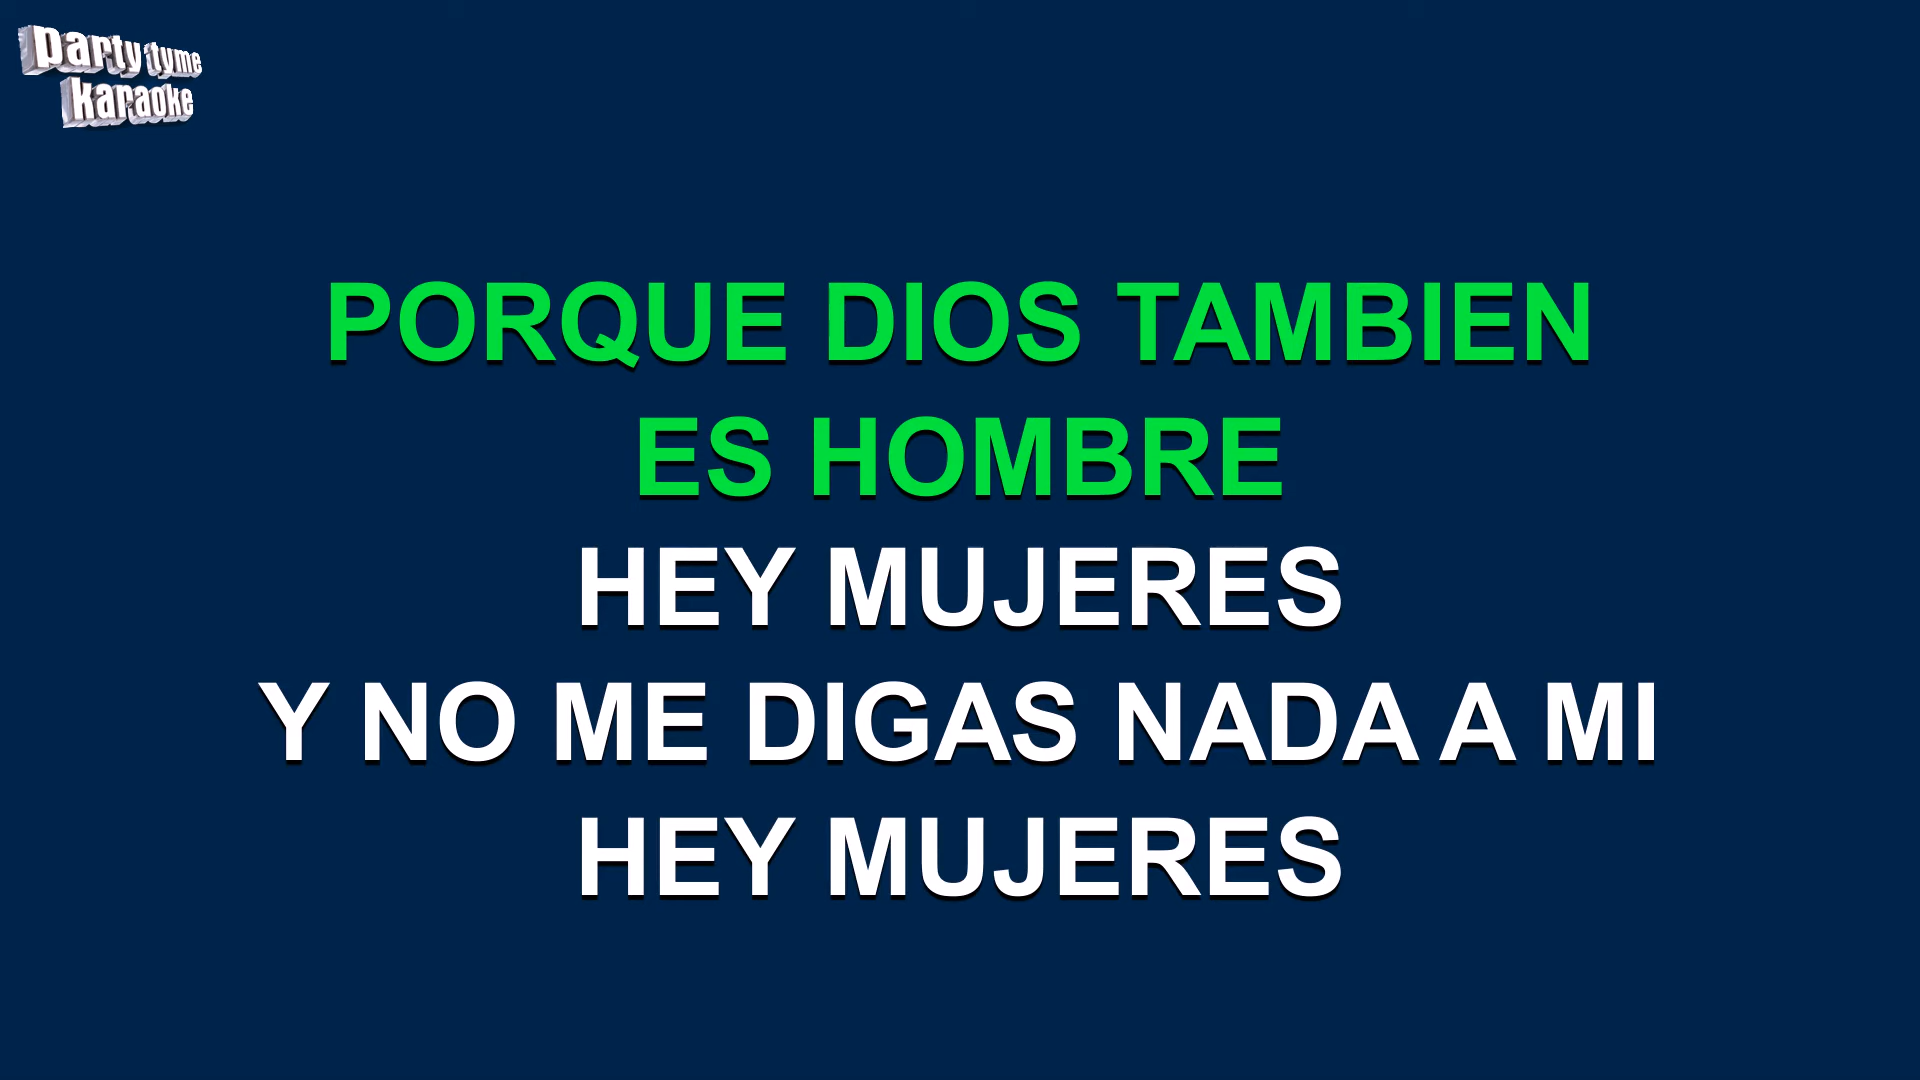 party tyme
karaoke
PORQUE DIOS TAMBIEN
ES HOMBRE
HEY MUJERES
Y NO ME DIGAS NADA A MI
HEY MUJERES